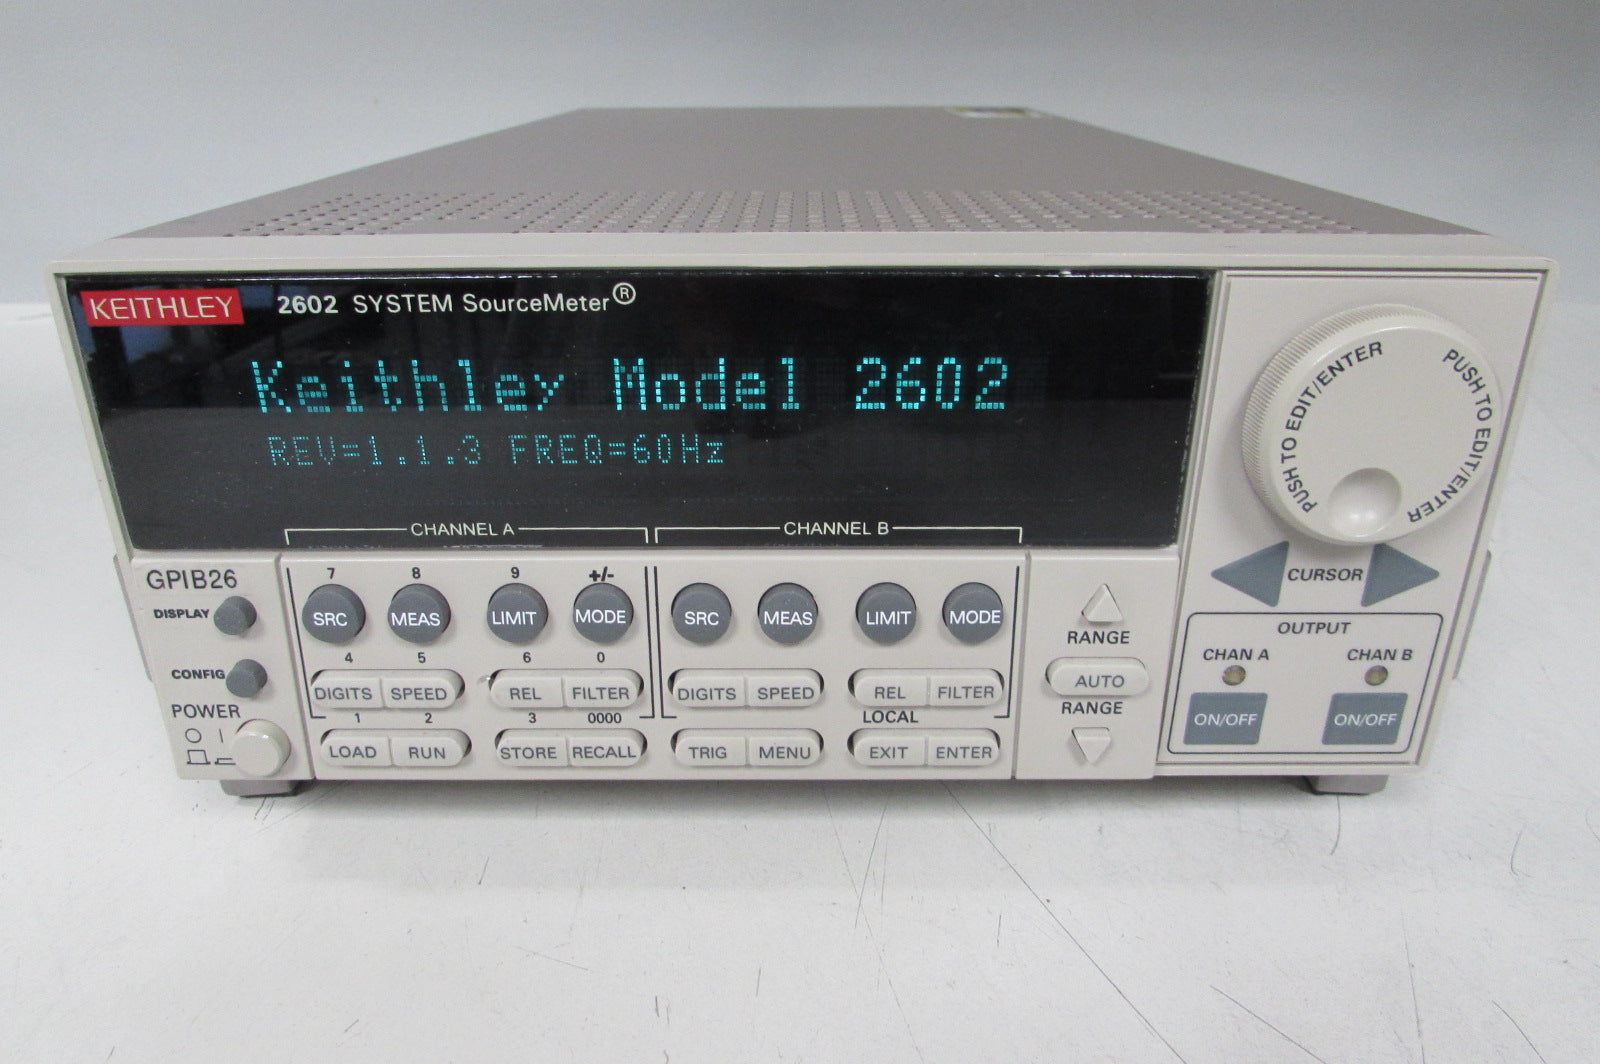 KEITHLEY 2602 SYSTEM SourceMeter®
Keithley Model 2602
REV=1.1.3 FREQ=60Hz
CHANNEL A CHANNEL B
PUSH TO EDIT/ENTER
PUSH TO EDIT/ENTER
CURSOR
GPIB26
DISPLAY
CONFIG
POWER
O |
7 8 9 +/-
SRC MEAS LIMIT MODE
4 5 6 0
DIGITS SPEED REL FILTER
1 2 3 0000
LOAD RUN STORE RECALL
SRC MEAS LIMIT MODE
DIGITS SPEED REL FILTER
LOCAL
TRIG MENU EXIT ENTER
RANGE
AUTO
RANGE
OUTPUT
CHAN A CHAN B
ON/OFF ON/OFF